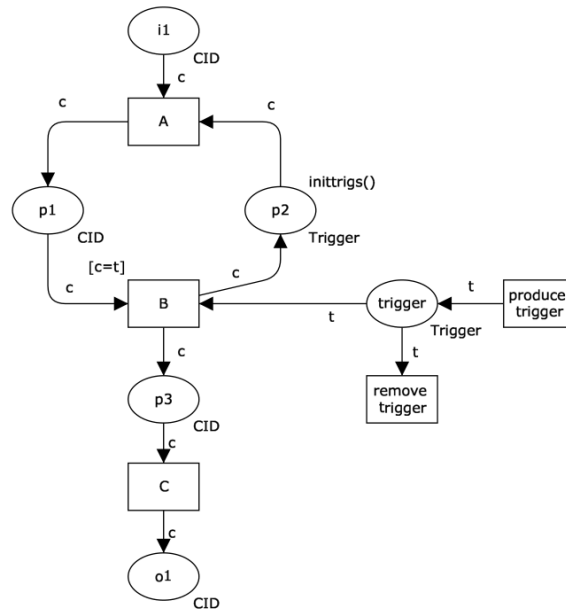 i1
CID
c
c
A
c
inittrigs()
p1
CID
p2
Trigger
[c=t]
c
c
B
t
trigger
Trigger
t
produce
trigger
c
t
p3
CID
remove
trigger
c
C
c
o1
CID